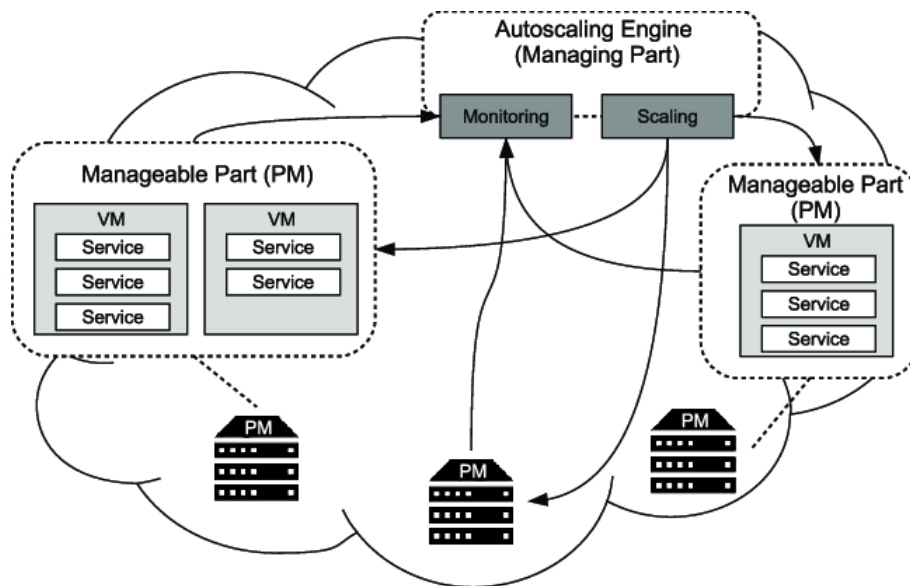 Autoscaling Engine
(Managing Part)
Monitoring
Scaling
Manageable Part (PM)
VM
Service
Service
Service
VM
Service
Service
Manageable Part
(PM)
VM
Service
Service
Service
PM
PM
PM